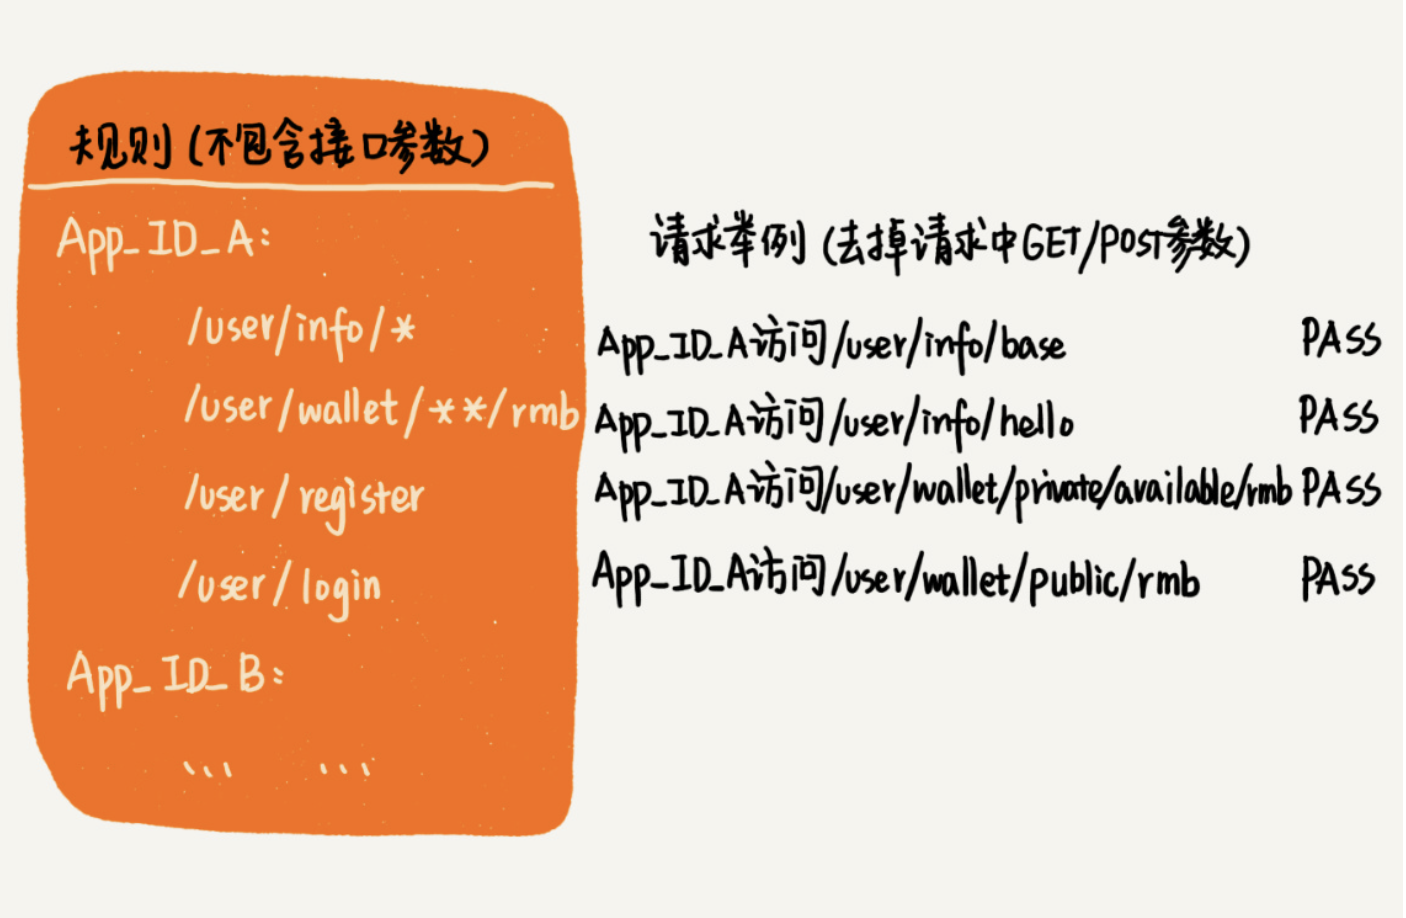 规则(不包含接口参数)
App_ID_A:
/user/info/*
/user/wallet/**/rmb
/user/register
/user/login
App_ID_B:
... ...
请求举例(去掉请求中GET/POST参数)
App_ID_A访问/user/info/base PASS
App_ID_A访问/user/info/hello PASS
App_ID_A访问/user/wallet/private/available/rmb PASS
App_ID_A访问/user/wallet/public/rmb PASS